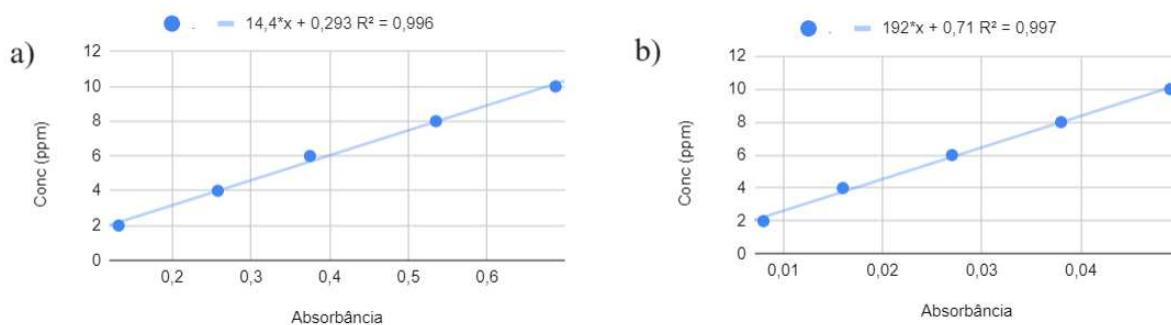 a)
. 14,4*x + 0,293 R² = 0,996
12
10
8
6
4
2
0
Conc (ppm)
0,2 0,3 0,4 0,5 0,6
Absorbância
b)
. 192*x + 0,71 R² = 0,997
12
10
8
6
4
2
0
Conc (ppm)
0,01 0,02 0,03 0,04
Absorbância